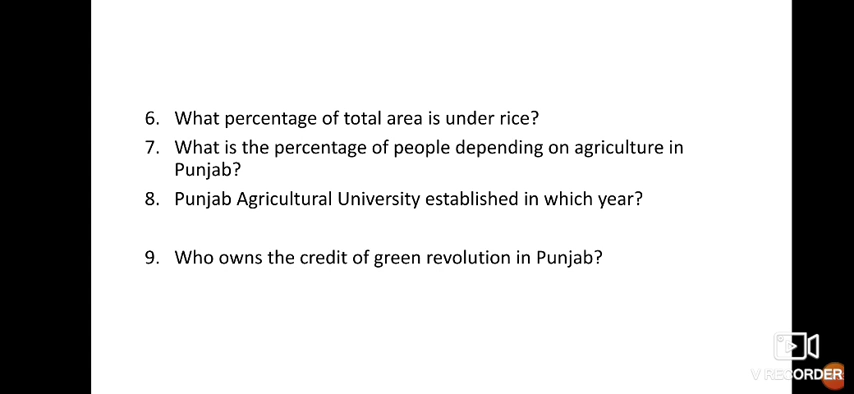 6. What percentage of total area is under rice?
7. What is the percentage of people depending on agriculture in
Punjab?
8. Punjab Agricultural University established in which year?
9. Who owns the credit of green revolution in Punjab?
V RECORDER